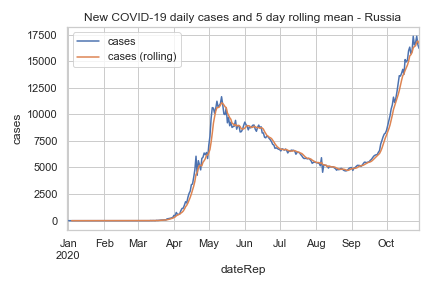 New COVID-19 daily cases and 5 day rolling mean - Russia
17500
15000
12500
10000
7500
5000
2500
0
cases
cases
cases (rolling)
Jan Feb Mar Apr May Jun Jul Aug Sep Oct
2020
dateRep